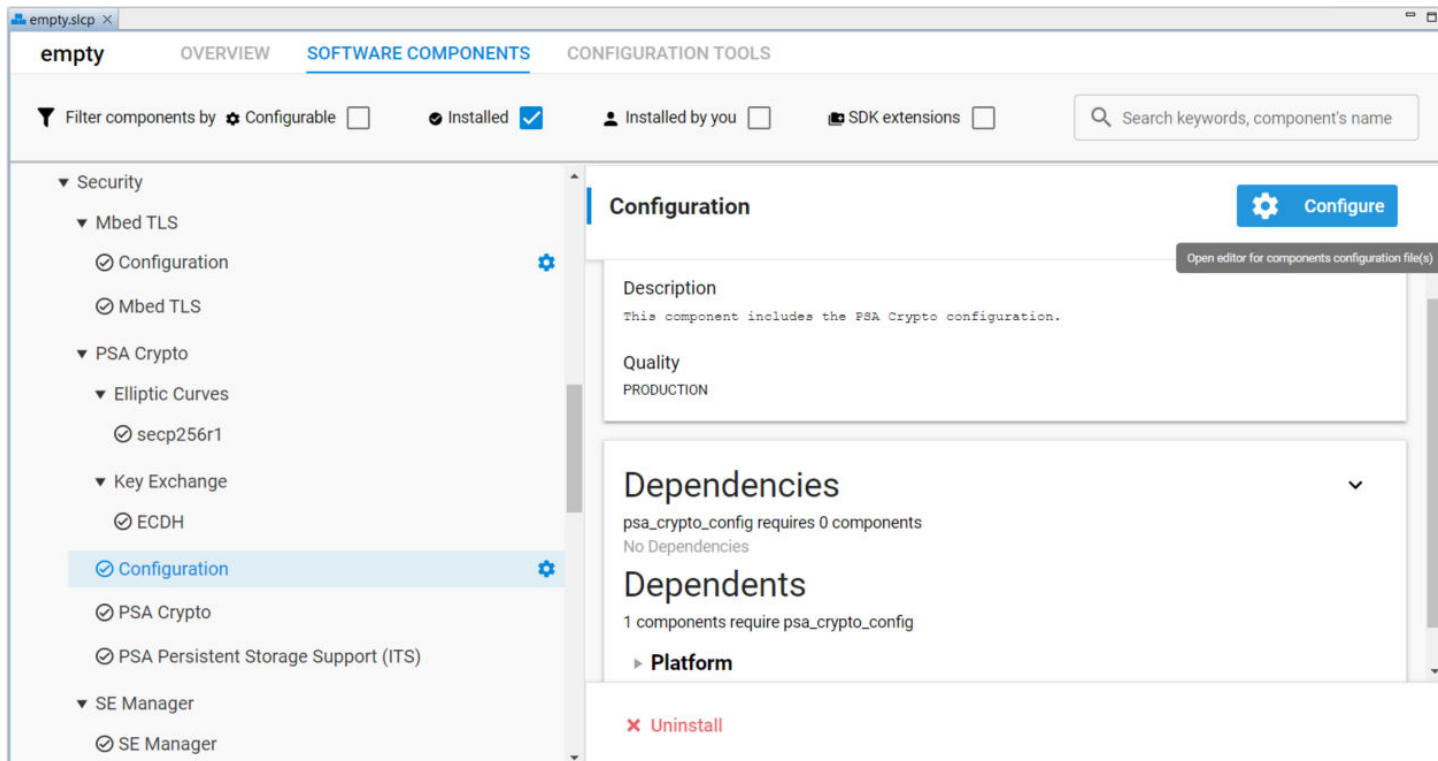 empty.slcp
empty OVERVIEW SOFTWARE COMPONENTS CONFIGURATION TOOLS
Filter components by Configurable Installed Installed by you SDK extensions Search keywords, component's name
Security
Mbed TLS
Configuration
Mbed TLS
PSA Crypto
Elliptic Curves
secp256r1
Key Exchange
ECDH
Configuration
PSA Crypto
PSA Persistent Storage Support (ITS)
SE Manager
SE Manager
Configuration
Configure
Open editor for components configuration file(s)
Description
This component includes the PSA Crypto configuration.
Quality
PRODUCTION
Dependencies
psa_crypto_config requires 0 components
No Dependencies
Dependents
1 components require psa_crypto_config
Platform
Uninstall